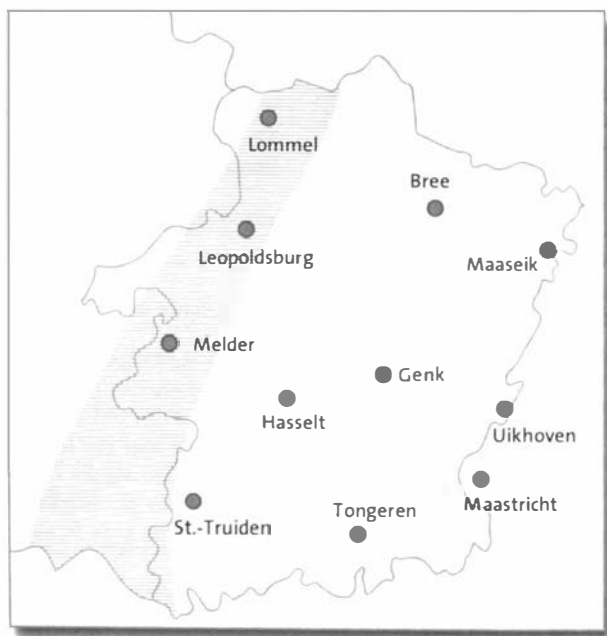 Lommel
Bree
Leopoldsburg
Maaseik
Melder
Genk
Hasselt
Uikhoven
Maastricht
St.-Truiden
Tongeren